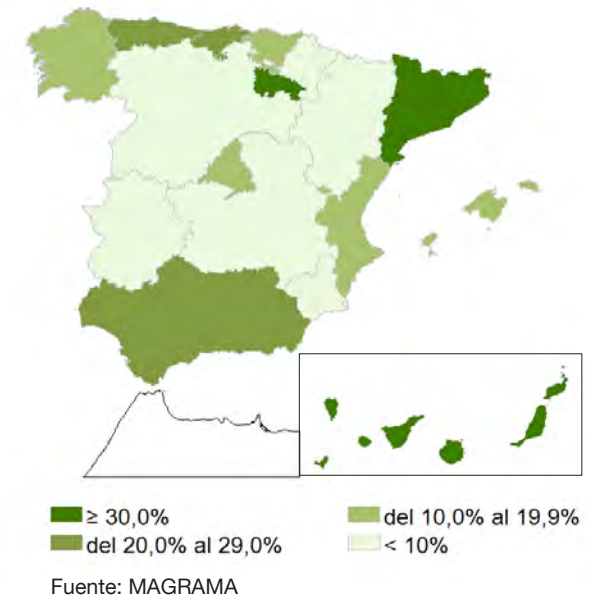 ≥ 30,0%
del 10,0% al 19,9%
del 20,0% al 29,0%
< 10%
Fuente: MAGRAMA